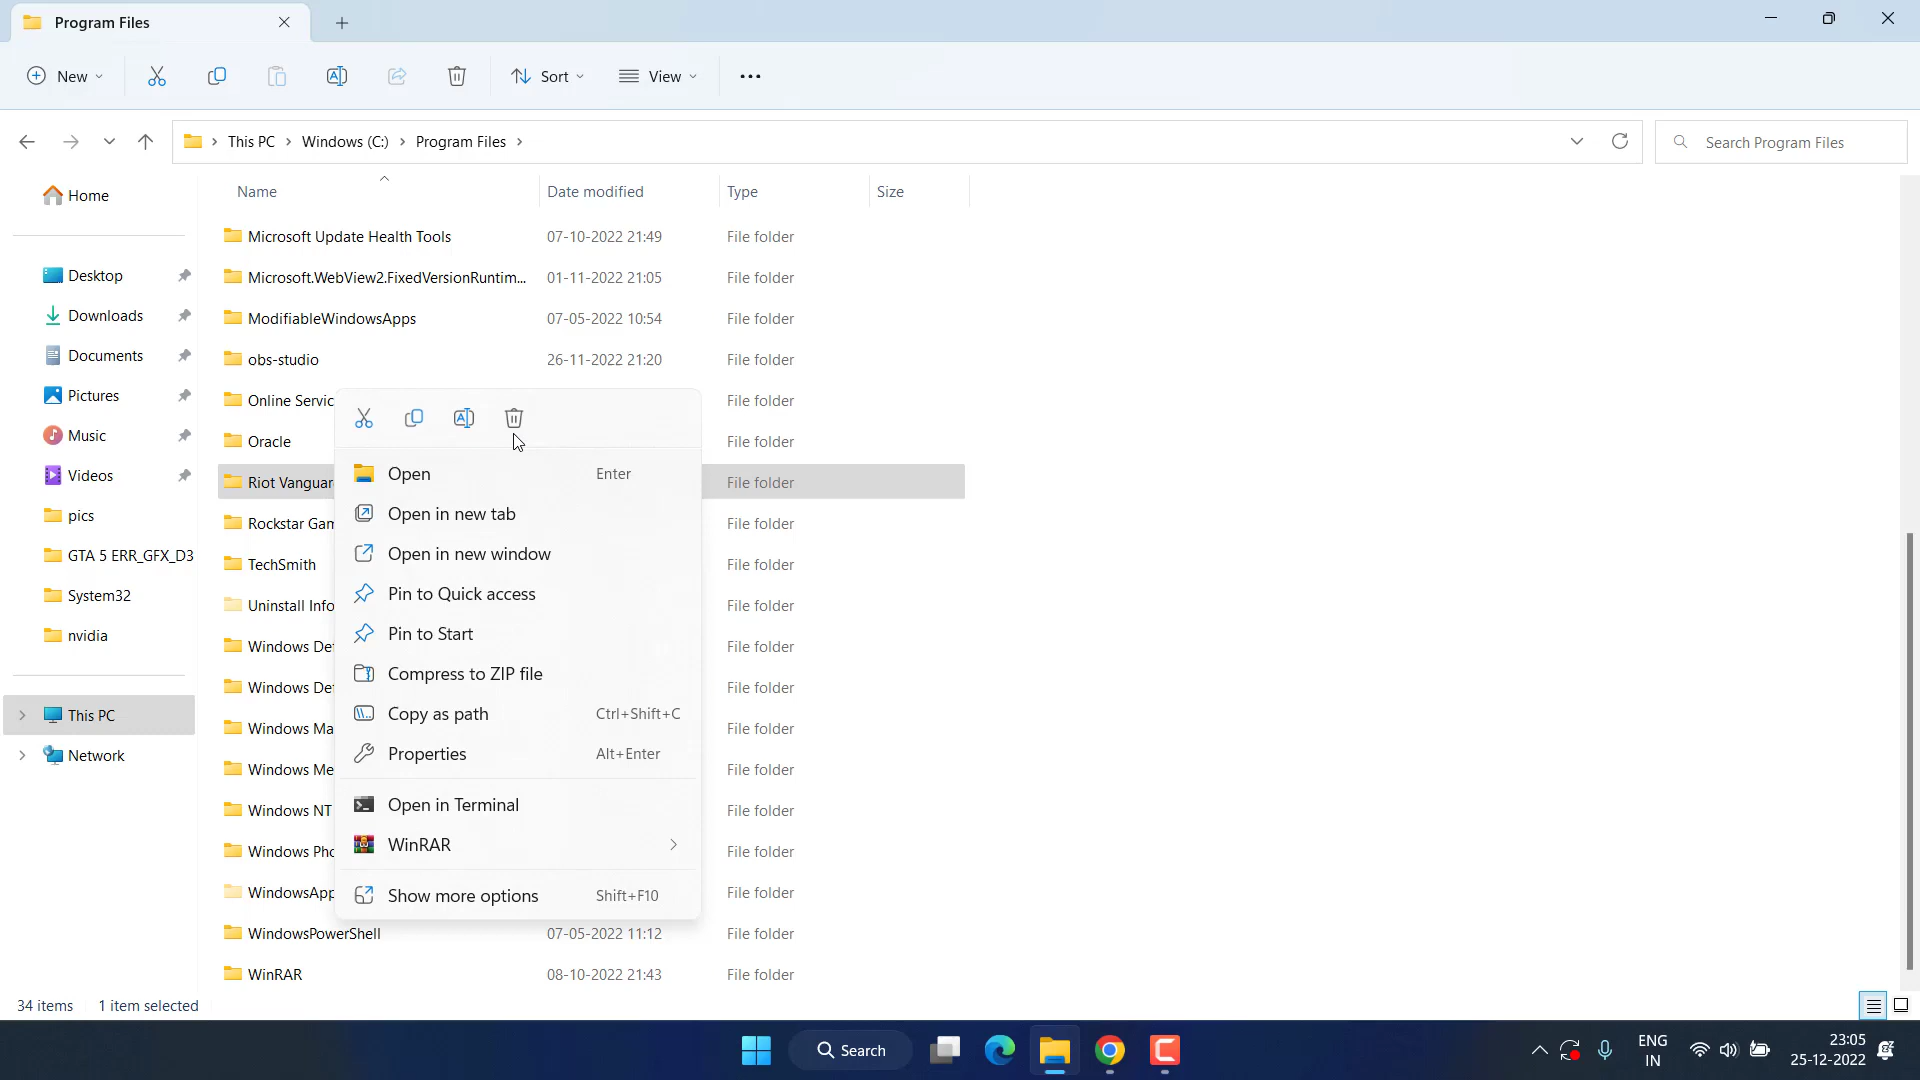 Program Files
New
Sort
View
This PC > Windows (C:) > Program Files >
Search Program Files
Home
Desktop
Downloads
Documents
Pictures
Music
Videos
pics
GTA 5 ERR_GFX_D3
System32
nvidia
This PC
Network
Name Date modified Type Size
Microsoft Update Health Tools 07-10-2022 21:49 File folder
Microsoft.WebView2.FixedVersionRuntim... 01-11-2022 21:05 File folder
ModifiableWindowsApps 07-05-2022 10:54 File folder
obs-studio 26-11-2022 21:20 File folder
Online Servic File folder
Oracle File folder
Riot Vanguar File folder
Rockstar Gam File folder
TechSmith File folder
Uninstall Info File folder
Windows Def File folder
Windows Def File folder
Windows Ma File folder
Windows Me File folder
Windows NT File folder
Windows Pho File folder
WindowsApp File folder
WindowsPowerShell 07-05-2022 11:12 File folder
WinRAR 08-10-2022 21:43 File folder
Open Enter
Open in new tab
Open in new window
Pin to Quick access
Pin to Start
Compress to ZIP file
Copy as path Ctrl+Shift+C
Properties Alt+Enter
Open in Terminal
WinRAR
Show more options Shift+F10
34 items 1 item selected
Search
ENG
IN
23:05
25-12-2022